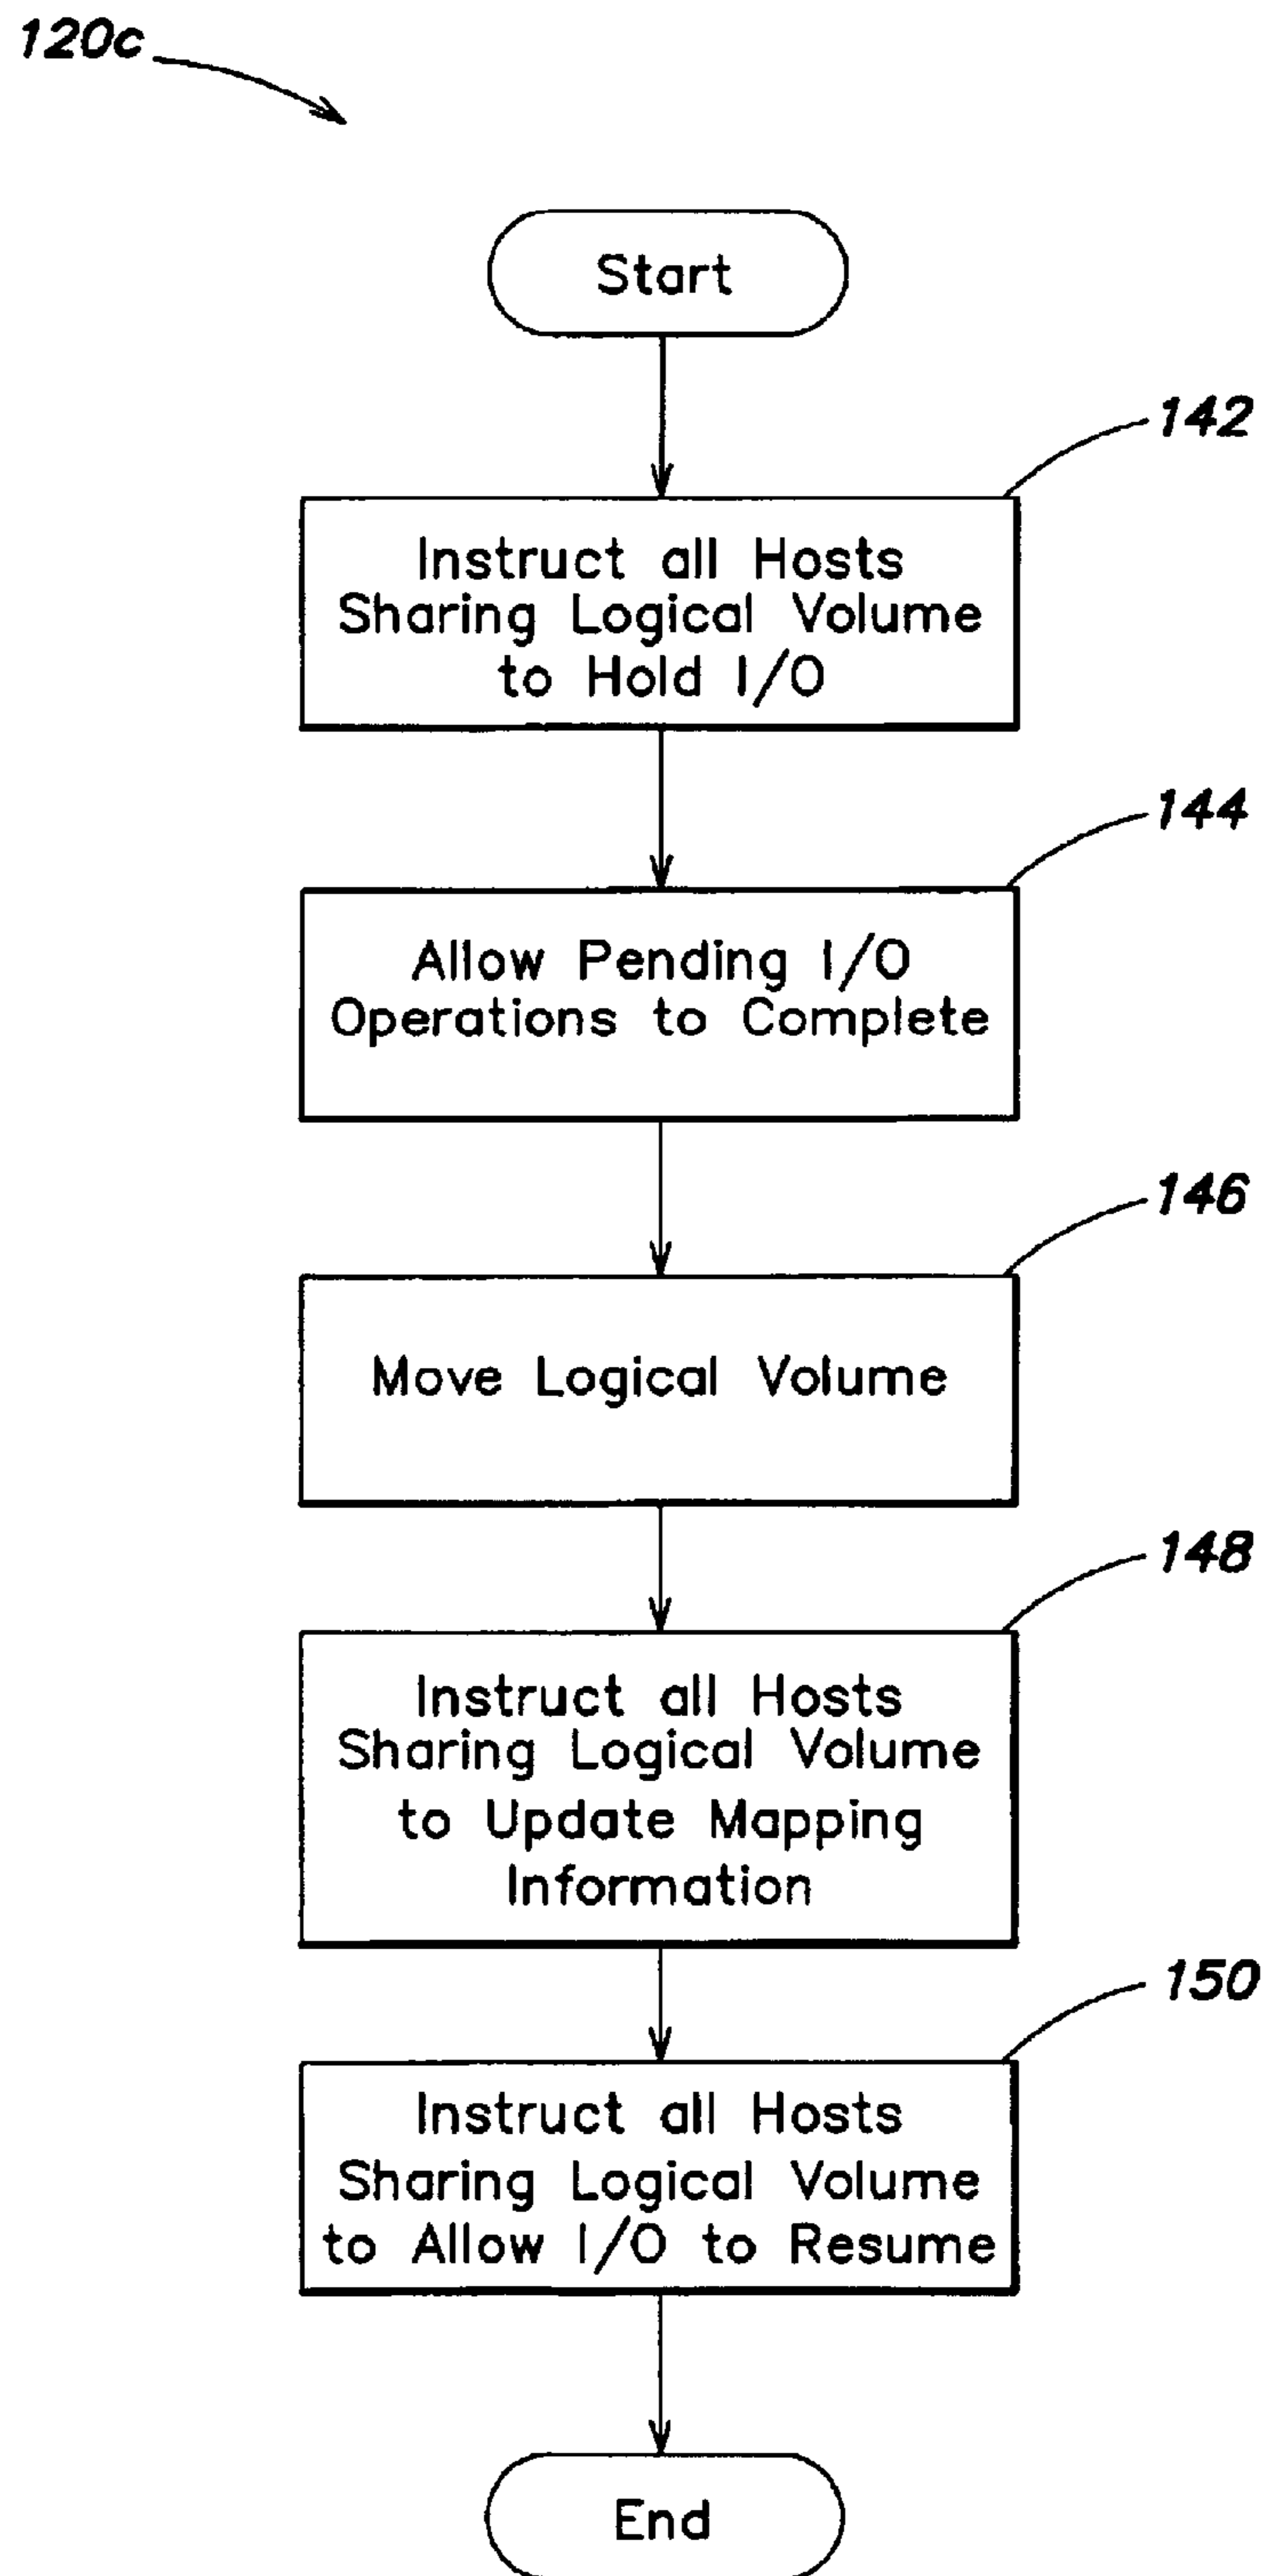 120c
Start
142
Instruct all Hosts
Sharing Logical Volume
to Hold I/O
144
Allow Pending I/O
Operations to Complete
146
Move Logical Volume
148
Instruct all Hosts
Sharing Logical Volume
to Update Mapping
Information
150
Instruct all Hosts
Sharing Logical Volume
to Allow I/O to Resume
End